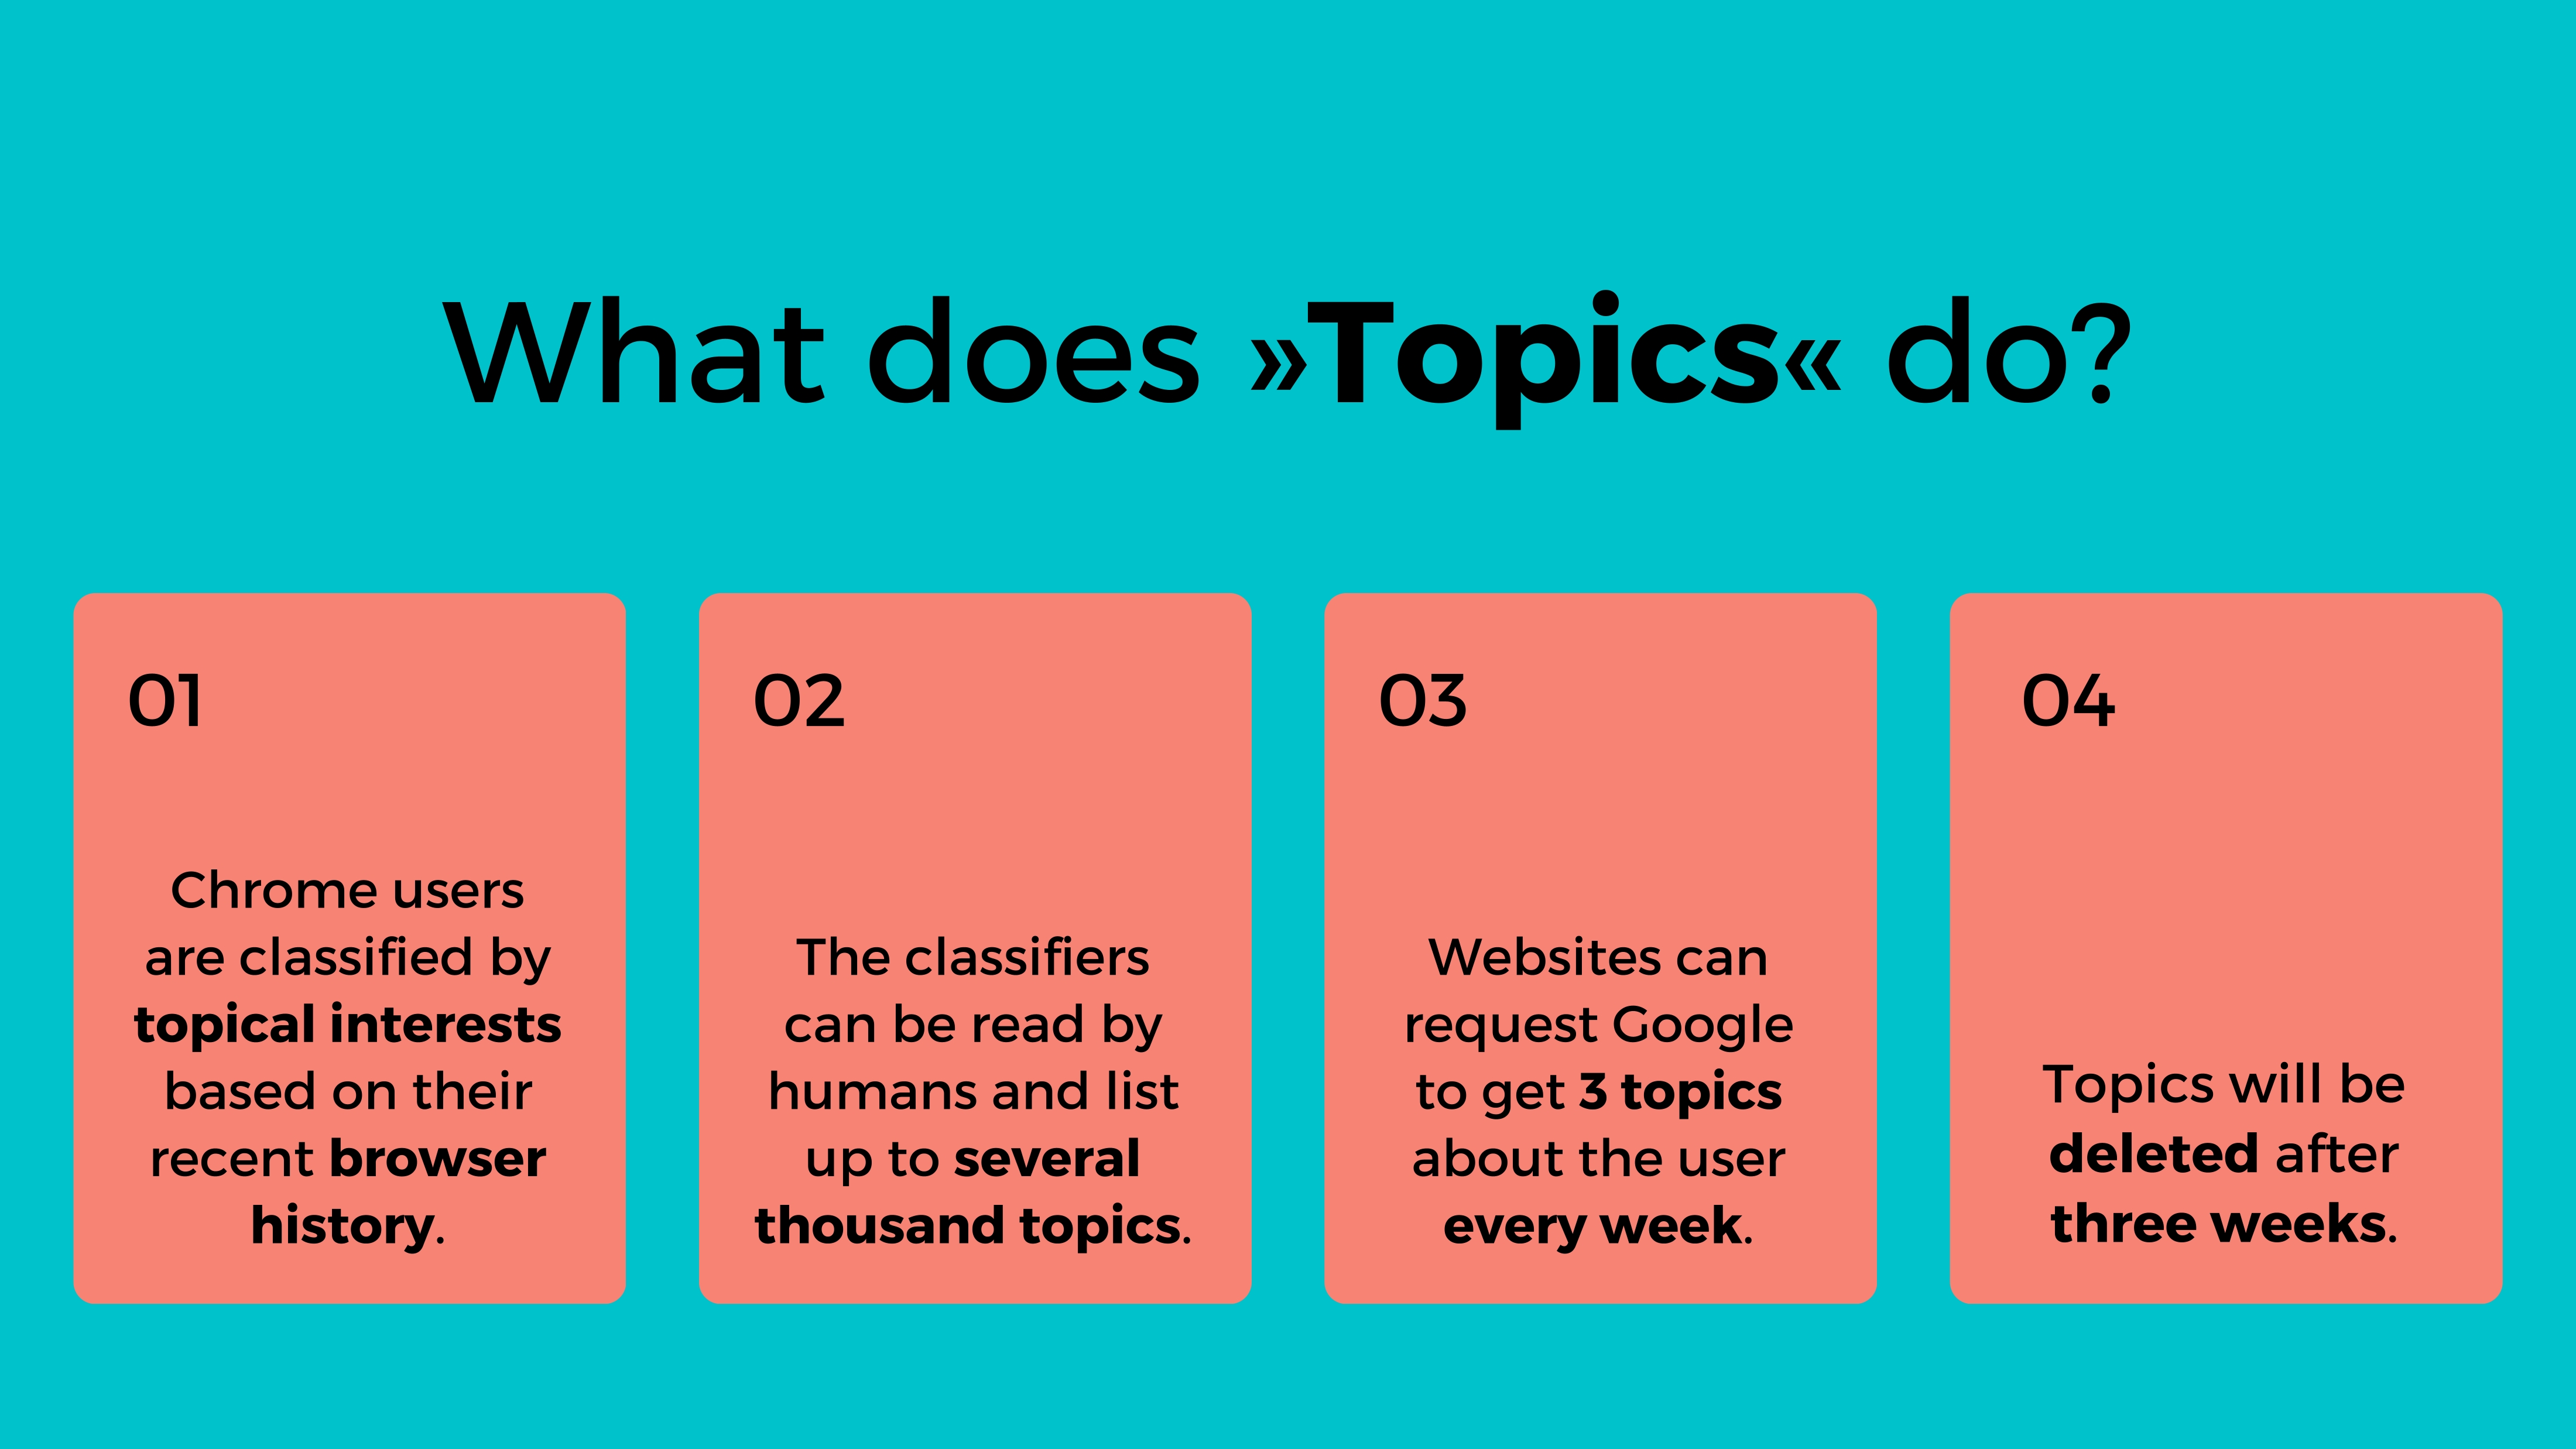 What does »Topics« do?
01
Chrome users
are classified by
topical interests
based on their
recent browser
history.
02
The classifiers
can be read by
humans and list
up to several
thousand topics.
03
Websites can
request Google
to get 3 topics
about the user
every week.
04
Topics will be
deleted after
three weeks.